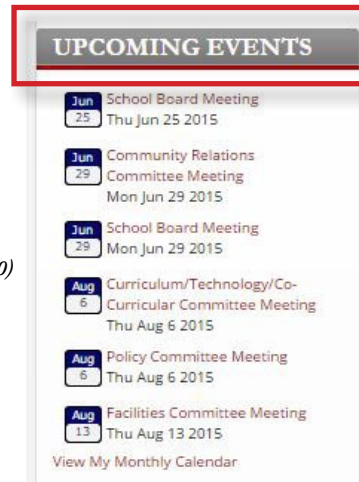 UPCOMING EVENTS
Jun
25
School Board Meeting
Thu Jun 25 2015
Jun
29
Community Relations
Committee Meeting
Mon Jun 29 2015
Jun
29
School Board Meeting
Mon Jun 29 2015
0)
Aug
6
Curriculum/Technology/Co-
Curricular Committee Meeting
Thu Aug 6 2015
Aug
6
Policy Committee Meeting
Thu Aug 6 2015
Aug
13
Facilities Committee Meeting
Thu Aug 13 2015
View My Monthly Calendar